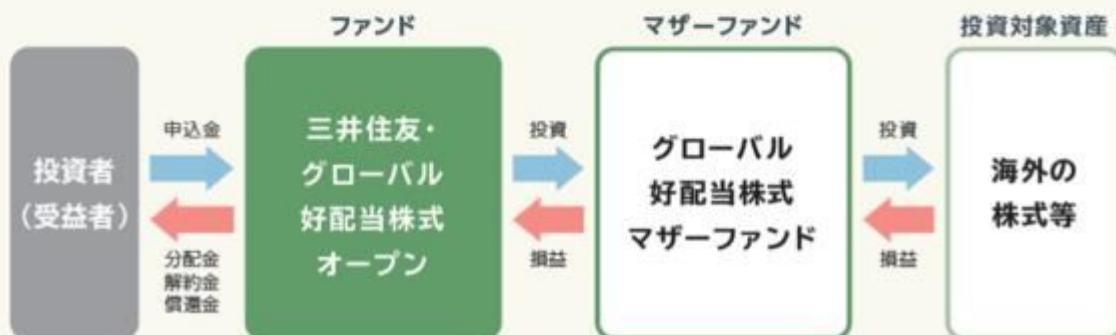 ファンド
マザーファンド
投資対象資産
投資者
（受益者）
申込金
分配金
解約金
償還金
三井住友・
グローバル
好配当株式
オープン
投資
損益
グローバル
好配当株式
マザーファンド
投資
損益
海外の
株式等